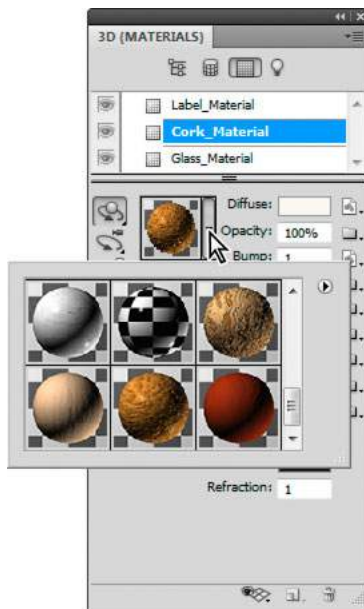 3D {MATERIALS}
Label_Material
Cork_Material
Glass_Material
Diffuse:
Opacity: 100%
Bump: 1
Refraction: 1